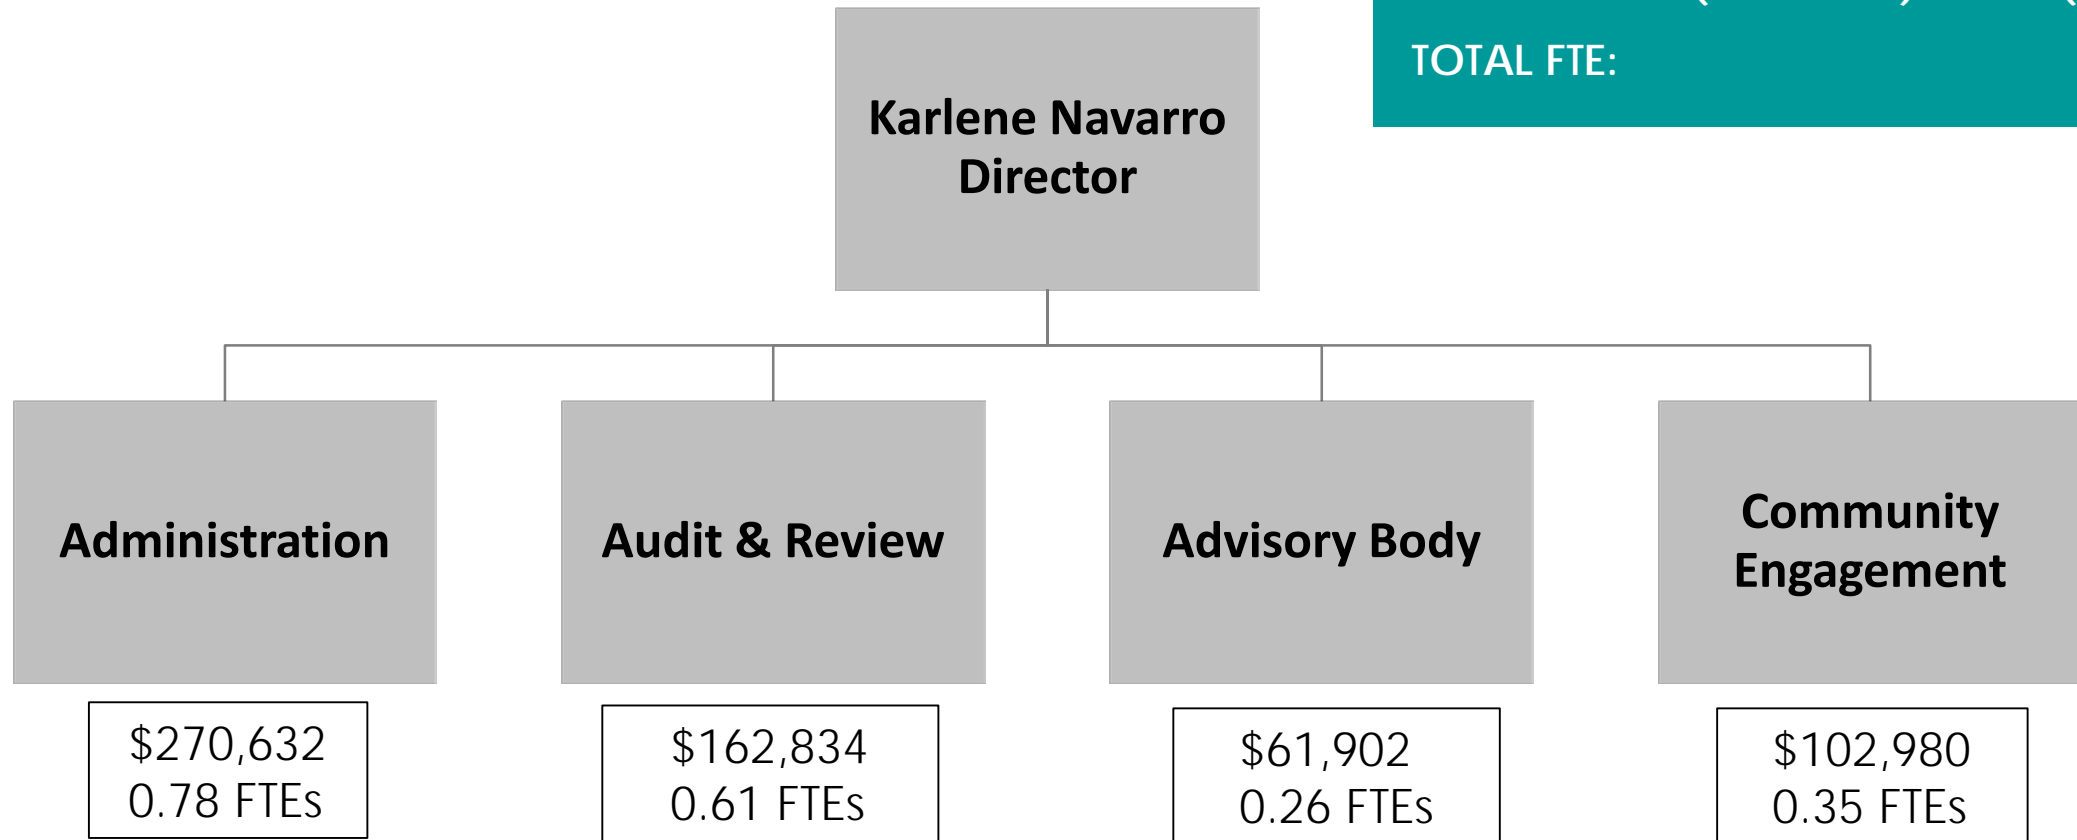 TOTAL FTE:
Karlene Navarro
Director
Administration
Audit & Review
Advisory Body
Community
Engagement
$270,632
0.78 FTEs
$162,834
0.61 FTEs
$61,902
0.26 FTEs
$102,980
0.35 FTEs